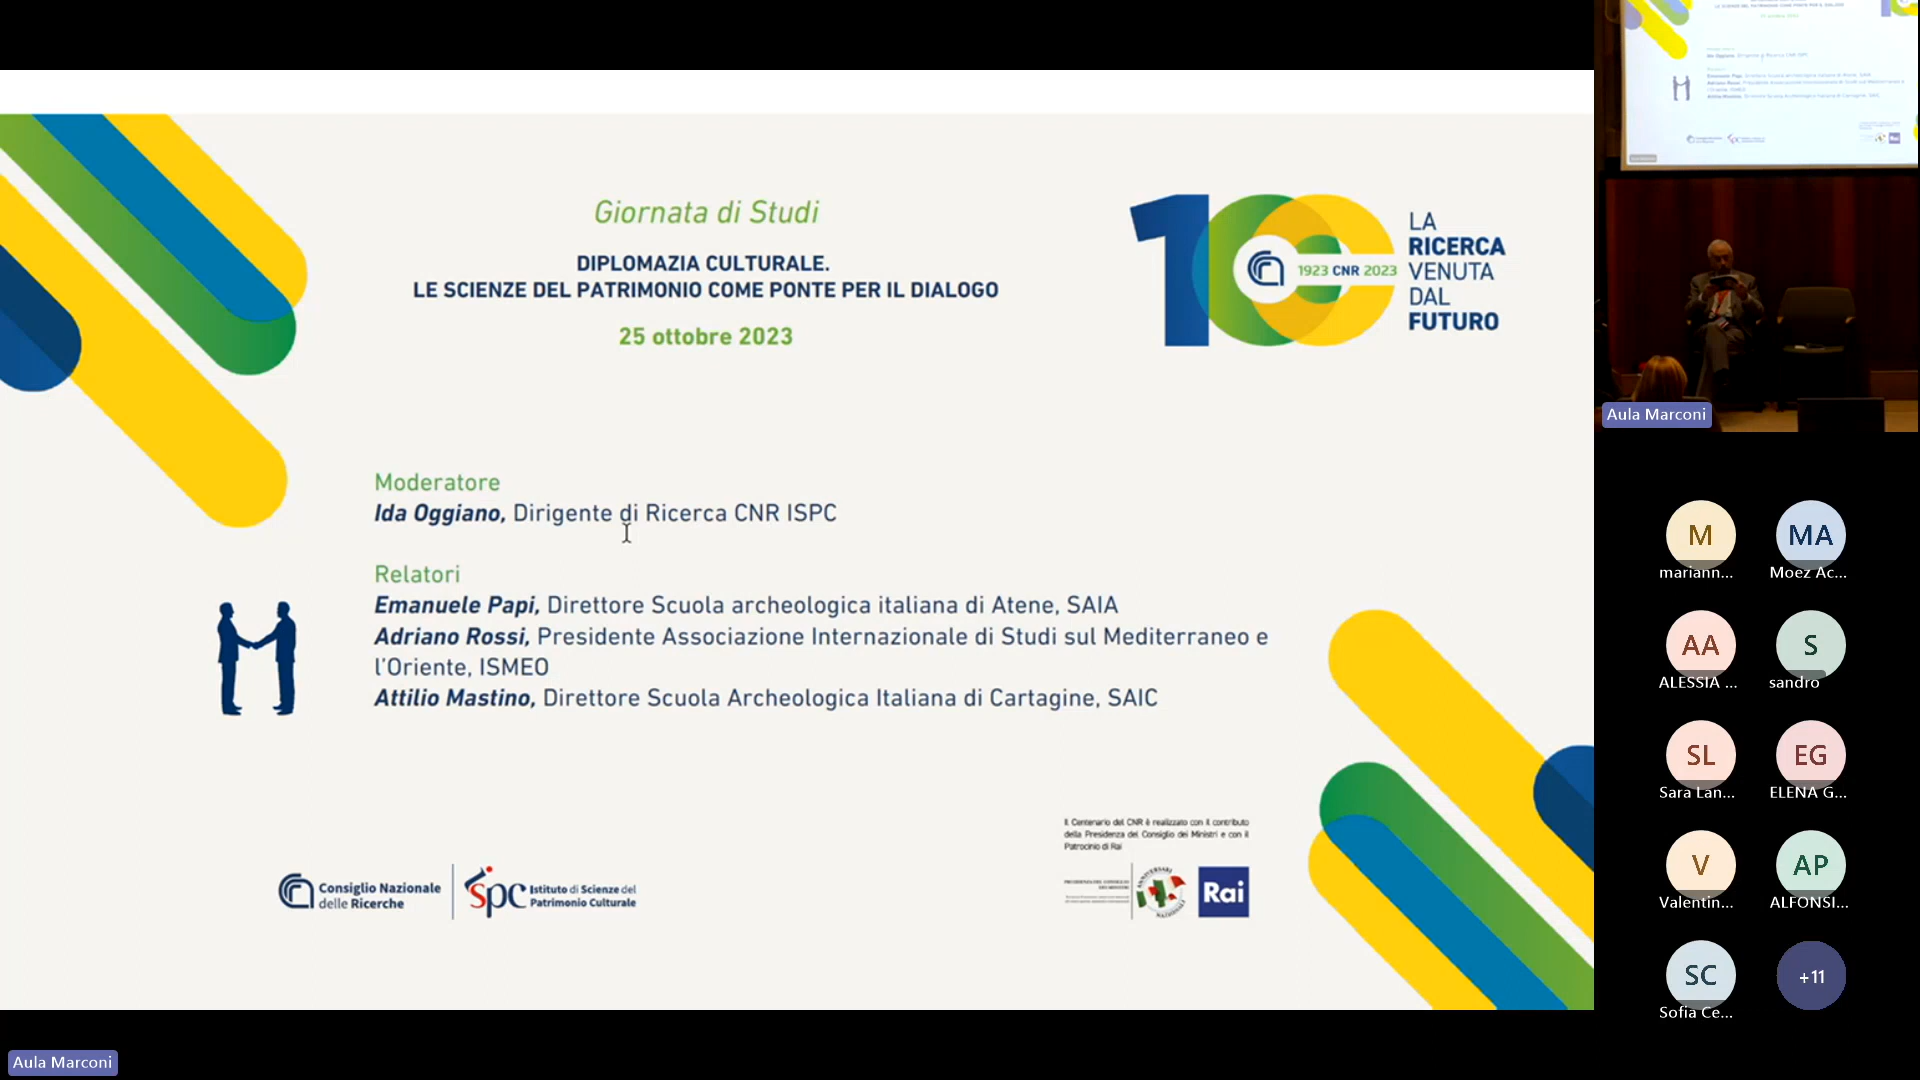 Giornata di Studi
DIPLOMAZIA CULTURALE.
LE SCIENZE DEL PATRIMONIO COME PONTE PER IL DIALOGO
25 ottobre 2023
100
1923 CNR 2023
LA
RICERCA
VENUTA
DAL
FUTURO
Moderatore
Ida Oggiano, Dirigente di Ricerca CNR ISPC
Relatori
Emanuele Papi, Direttore Scuola archeologica italiana di Atene, SAIA
Adriano Rossi, Presidente Associazione Internazionale di Studi sul Mediterraneo e
l'Oriente, ISMEO
Attilio Mastino, Direttore Scuola Archeologica Italiana di Cartagine, SAIC
Consiglio Nazionale
delle Ricerche
spc
Istituto di Scienze del
Patrimonio Culturale
Il Centenario del CNR è realizzato con il contributo
della Presidenza del Consiglio dei Ministri e con il
Patrocinio di Rai
ANNIVERSARI
NAZIONALI
Rai
Aula Marconi
Aula Marconi
M
mariann...
MA
Moez Ac...
AA
ALESSIA ...
S
sandro
SL
Sara Lan...
EG
ELENA G...
V
Valentin...
AP
ALFONSI...
SC
Sofia Ce...
+11